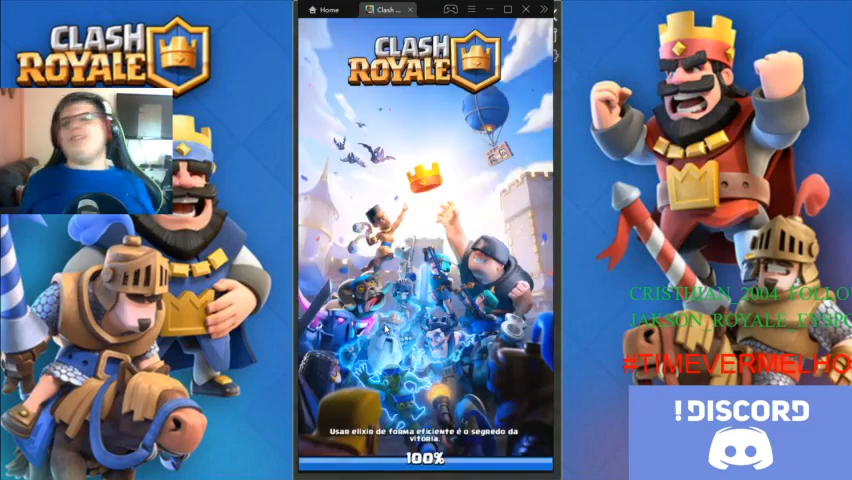 Home
Clash ...
CLASH
ROYALE
CLASH
ROYALE
CRISTHIAN_2004 FOLLO
JAKSON_ROYALE_EYSPO
#TIMEVERMELHO
!DISCORD
Usar elixir de forma eficiente é o segredo da
vitória.
100%